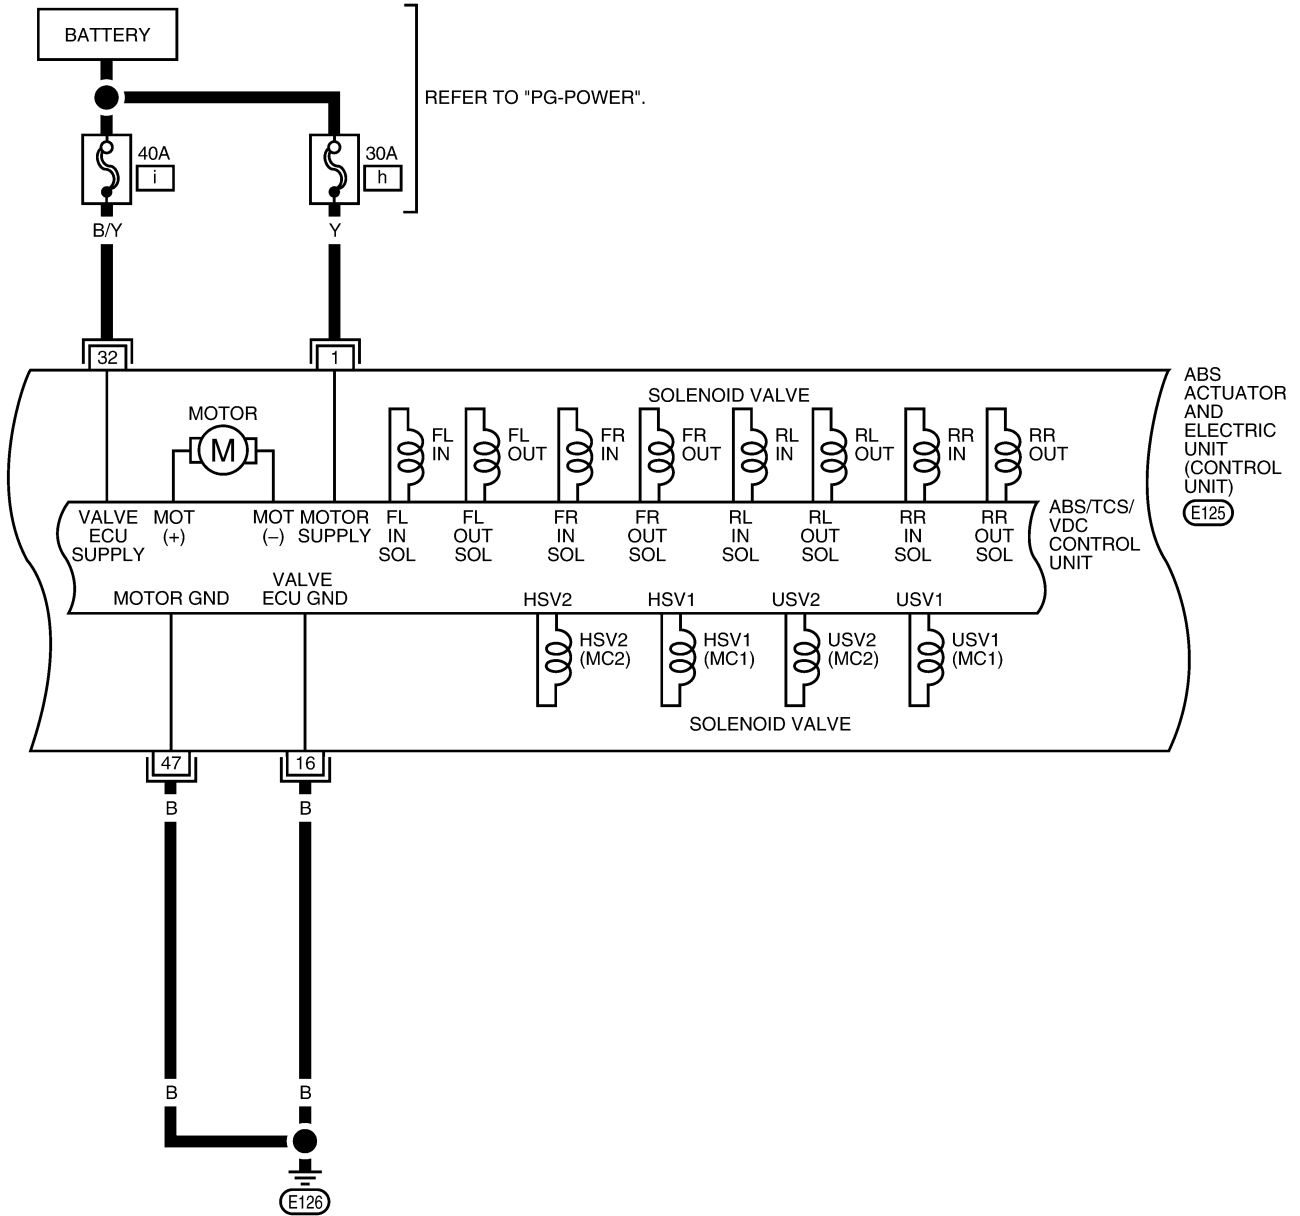 BATTERY
REFER TO "PG-POWER".
40A
i
30A
h
B/Y
Y
32
1
ABS
ACTUATOR
AND
ELECTRIC
UNIT
(CONTROL
UNIT)
E125
SOLENOID VALVE
MOTOR
M
FL
IN
FL
OUT
FR
IN
FR
OUT
RL
IN
RL
OUT
RR
IN
RR
OUT
VALVE
ECU
SUPPLY
MOT
(+)
MOT
(–)
MOTOR
SUPPLY
FL
IN
SOL
FL
OUT
SOL
FR
IN
SOL
FR
OUT
SOL
RL
IN
SOL
RL
OUT
SOL
RR
IN
SOL
RR
OUT
SOL
ABS/TCS/
VDC
CONTROL
UNIT
MOTOR GND
VALVE
ECU GND
HSV2
HSV1
USV2
USV1
HSV2
(MC2)
HSV1
(MC1)
USV2
(MC2)
USV1
(MC1)
SOLENOID VALVE
47
16
B
B
B
B
E126